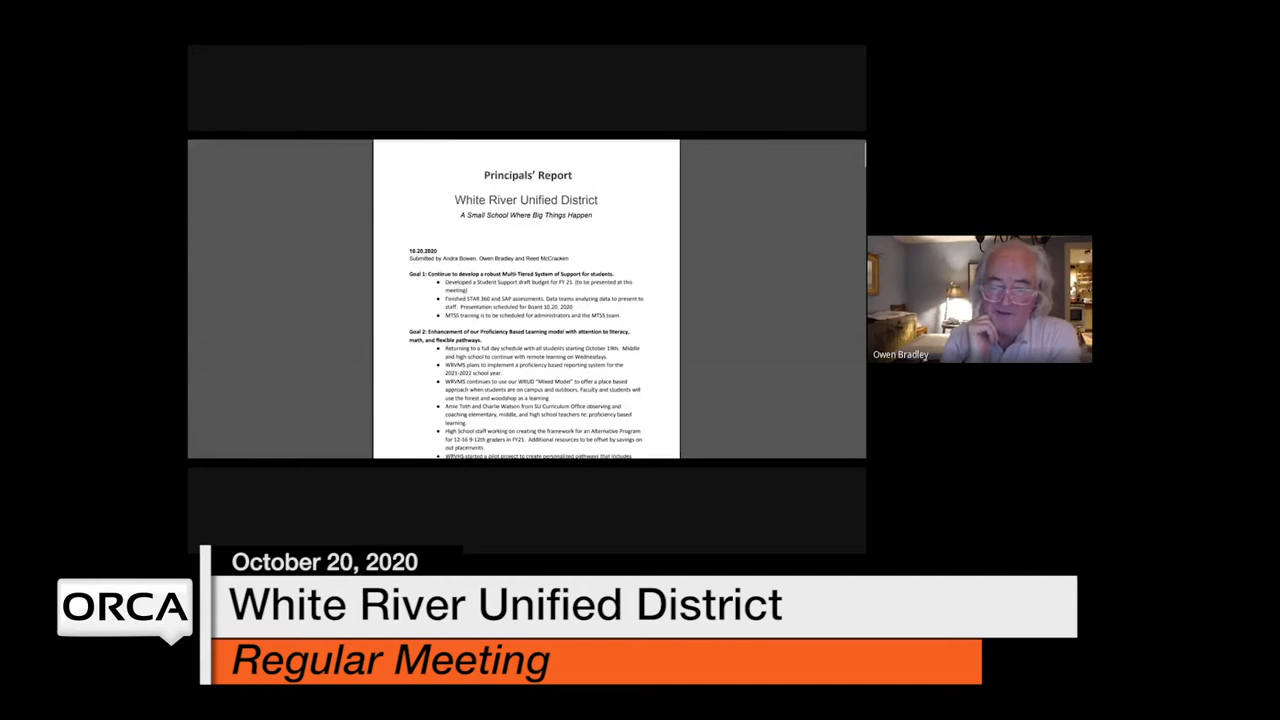 Principals' Report
White River Unified District
A Small School Where Big Things Happen
10.20.2020
Submitted by Andra Bowen, Owen Bradley and Reed McCracken
Goal 1: Continue to develop a robust Multi-Tiered System of Support for students.
● Developed a Student Support draft budget for FY 21. (to be presented at this
meeting)
● Finished STAR 360 and SAP assessments. Data teams analyzing data to present to
staff. Presentation scheduled for Board 10.20. 2020
● MTSS training is to be scheduled for administrators and the MTSS team.
Goal 2: Enhancement of our Proficiency Based Learning model with attention to literacy,
math, and flexible pathways.
● Returning to a full day schedule with all students starting October 19th. Middle
and high school to continue with remote learning on Wednesdays.
● WRVMS plans to implement a proficiency based reporting system for the
2021-2022 school year.
● WRVMS continues to use our WRUD "Mixed Model" to offer a place based
approach when students are on campus and outdoors. Faculty and students will
use the forest and woodshop as a learning
● Amie Toth and Charlie Watson from SU Curriculum Office observing and
coaching elementary, middle, and high school teachers re: proficiency based
learning.
● High School staff working on creating the framework for an Alternative Program
for 12-16 9-12th graders in FY21. Additional resources to be offset by savings on
out placements.
● WRVHS started a pilot project to create personalized pathways that includes
Owen Bradley
October 20, 2020
ORCA
White River Unified District
Regular Meeting